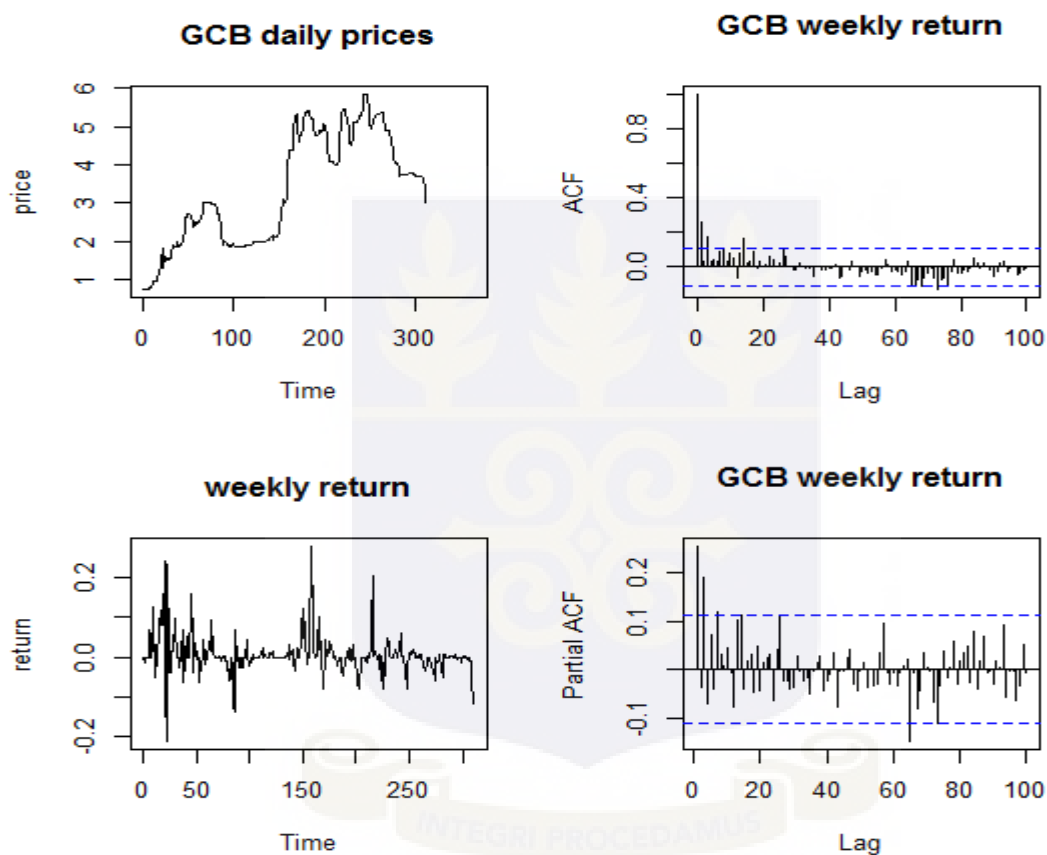 GCB daily prices
price
1 2 3 4 5 6
0 100 200 300
Time
GCB weekly return
ACF
0.0 0.4 0.8
0 20 40 60 80 100
Lag
weekly return
return
-0.2 0.0 0.2
0 50 150 250
Time
GCB weekly return
Partial ACF
-0.1 0.1 0.2
0 20 40 60 80 100
Lag
INTEGRI PROCEDAMUS